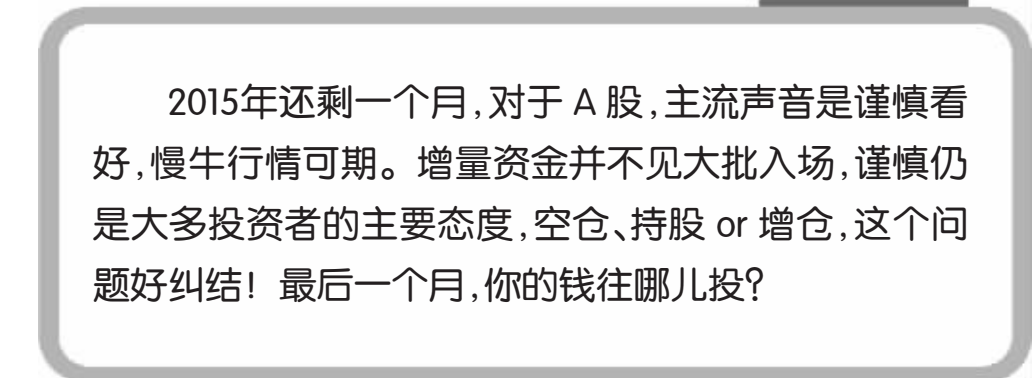 2015年还剩一个月,对于 A 股,主流声音是谨慎看
好,慢牛行情可期。增量资金并不见大批入场,谨慎仍
是大多投资者的主要态度,空仓、持股 or 增仓,这个问
题好纠结！最后一个月,你的钱往哪儿投?